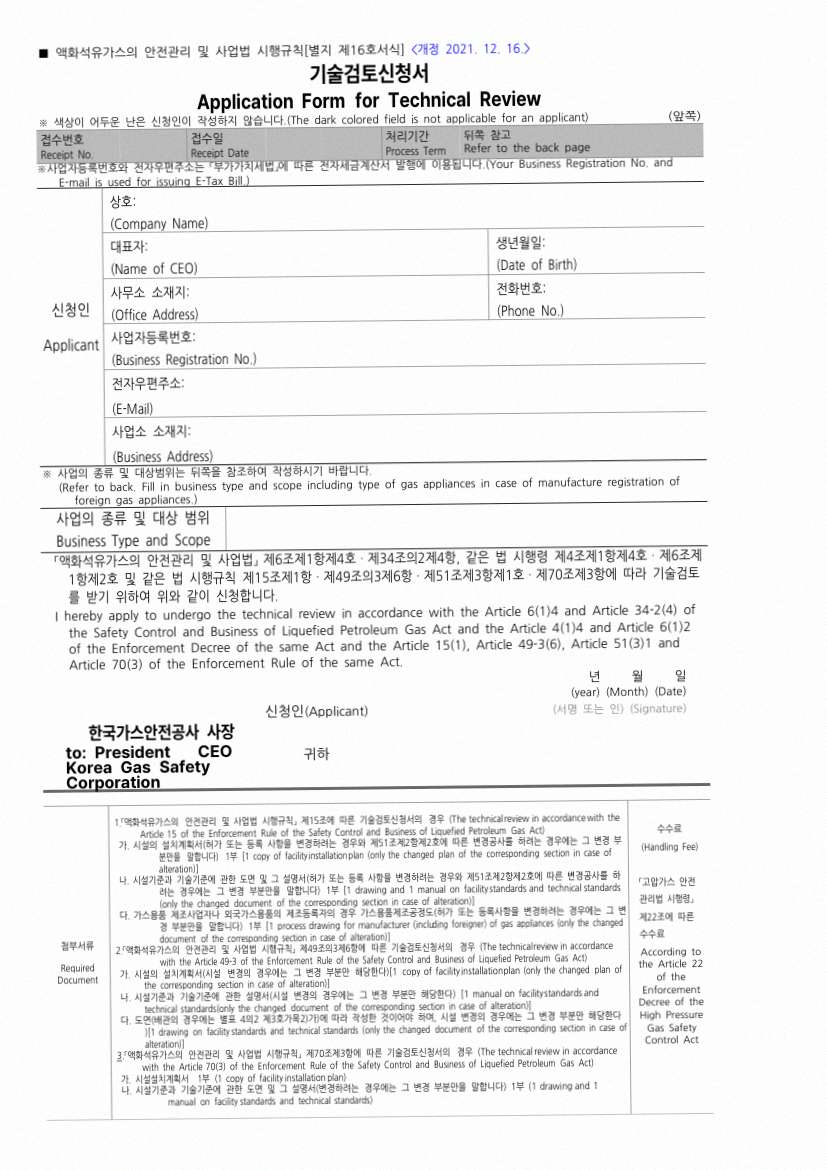 ■ 액화석유가스의 안전관리 및 사업법 시행규칙[별지 제16호서식] <개정 2021. 12. 16.>
기술검토신청서
Application Form for Technical Review
※ 색상이 어두운 난은 신청인이 작성하지 않습니다.(The dark colored field is not applicable for an applicant) (앞쪽)
접수번호 접수일 처리기간 뒤쪽 참고
Receipt No. Receipt Date Process Term Refer to the back page
※사업자등록번호와 전자우편주소는 「부가가치세법」에 따른 전자세금계산서 발행에 이용됩니다.(Your Business Registration No. and
E-mail is used for issuing E-Tax Bill.)
상호:
(Company Name)
대표자: 생년월일:
(Name of CEO) (Date of Birth)
사무소 소재지: 전화번호:
신청인
(Office Address) (Phone No.)
사업자등록번호:
Applicant
(Business Registration No.)
전자우편주소:
(E-Mail)
사업소 소재지:
(Business Address)
※ 사업의 종류 및 대상범위는 뒤쪽을 참조하여 작성하시기 바랍니다.
(Refer to back. Fill in business type and scope including type of gas appliances in case of manufacture registration of
foreign gas appliances.)
사업의 종류 및 대상 범위
Business Type and Scope
「액화석유가스의 안전관리 및 사업법」 제6조제1항제4호ㆍ제34조의2제4항, 같은 법 시행령 제4조제1항제4호ㆍ제6조제
1항제2호 및 같은 법 시행규칙 제15조제1항ㆍ제49조의3제6항ㆍ제51조제3항제1호ㆍ제70조제3항에 따라 기술검토
를 받기 위하여 위와 같이 신청합니다.
I hereby apply to undergo the technical review in accordance with the Article 6(1)4 and Article 34-2(4) of
the Safety Control and Business of Liquefied Petroleum Gas Act and the Article 4(1)4 and Article 6(1)2
of the Enforcement Decree of the same Act and the Article 15(1), Article 49-3(6), Article 51(3)1 and
Article 70(3) of the Enforcement Rule of the same Act.
년 월 일
(year) (Month) (Date)
신청인(Applicant) (서명 또는 인) (Signature)
한국가스안전공사 사장
to: President CEO 귀하
Korea Gas Safety
Corporation
1.「액화석유가스의 안전관리 및 사업법 시행규칙」 제15조에 따른 기술검토신청서의 경우 (The technical review in accordance with the
Article 15 of the Enforcement Rule of the Safety Control and Business of Liquefied Petroleum Gas Act)
가. 시설의 설치계획서(허가 또는 등록 사항을 변경하려는 경우와 제51조제2항제2호에 따른 변경공사를 하려는 경우에는 그 변경 부
분만을 말합니다) 1부 [1 copy of facility installation plan (only the changed plan of the corresponding section in case of
alteration)]
나. 시설기준과 기술기준에 관한 도면 및 그 설명서(허가 또는 등록 사항을 변경하려는 경우와 제51조제2항제2호에 따른 변경공사를 하
려는 경우에는 그 변경 부분만을 말합니다) 1부 [1 drawing and 1 manual on facility standards and technical standards
(only the changed document of the corresponding section in case of alteration)]
다. 가스용품 제조사업자나 외국가스용품의 제조등록자의 경우 가스용품제조공정도(허가 또는 등록사항을 변경하려는 경우에는 그 변
경 부분만을 말합니다) 1부 [1 process drawing for manufacturer (including foreigner) of gas appliances (only the changed
document of the corresponding section in case of alteration)]
2.「액화석유가스의 안전관리 및 사업법 시행규칙」 제49조의3제6항에 따른 기술검토신청서의 경우 (The technical review in accordance
with the Article 49-3 of the Enforcement Rule of the Safety Control and Business of Liquefied Petroleum Gas Act)
가. 시설의 설치계획서(시설 변경의 경우에는 그 변경 부분만 해당한다)[1 copy of facility installation plan (only the changed plan of
the corresponding section in case of alteration)]
나. 시설기준과 기술기준에 관한 설명서(시설 변경의 경우에는 그 변경 부분만 해당한다) [1 manual on facility standards and
technical standards(only the changed document of the corresponding section in case of alteration)]
다. 도면(배관의 경우에는 별표 4의2 제3호가목2)가)에 따라 작성한 것이어야 하며, 시설 변경의 경우에는 그 변경 부분만 해당한다
)[1 drawing on facility standards and technical standards (only the changed document of the corresponding section in case of
alteration)]
3.「액화석유가스의 안전관리 및 사업법 시행규칙」 제70조제3항에 따른 기술검토신청서의 경우 (The technical review in accordance
with the Article 70(3) of the Enforcement Rule of the Safety Control and Business of Liquefied Petroleum Gas Act)
가. 시설설치계획서 1부 (1 copy of facility installation plan)
나. 시설기준과 기술기준에 관한 도면 및 그 설명서(변경하려는 경우에는 그 변경 부분만을 말합니다) 1부 (1 drawing and 1
manual on facility standards and technical standards)
첨부서류
Required
Document
수수료
(Handling Fee)
「고압가스 안전
관리법 시행령」
제22조에 따른
수수료
According to
the Article 22
of the
Enforcement
Decree of the
High Pressure
Gas Safety
Control Act